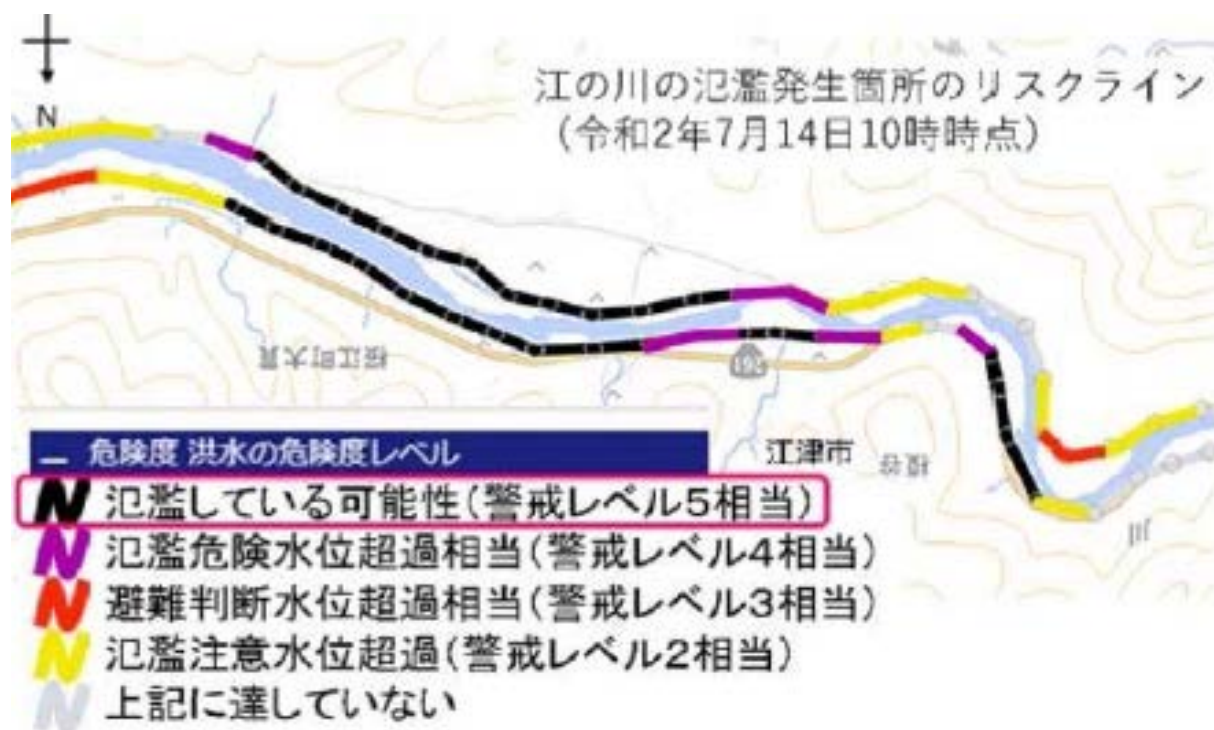 江の川の氾濫発生箇所のリスクライン
(令和2年7月14日10時時点)
N
桜江町大貫
江津市
川
危険度 洪水の危険度レベル
氾濫している可能性(警戒レベル5相当)
氾濫危険水位超過相当(警戒レベル4相当)
避難判断水位超過相当(警戒レベル3相当)
氾濫注意水位超過(警戒レベル2相当)
上記に達していない